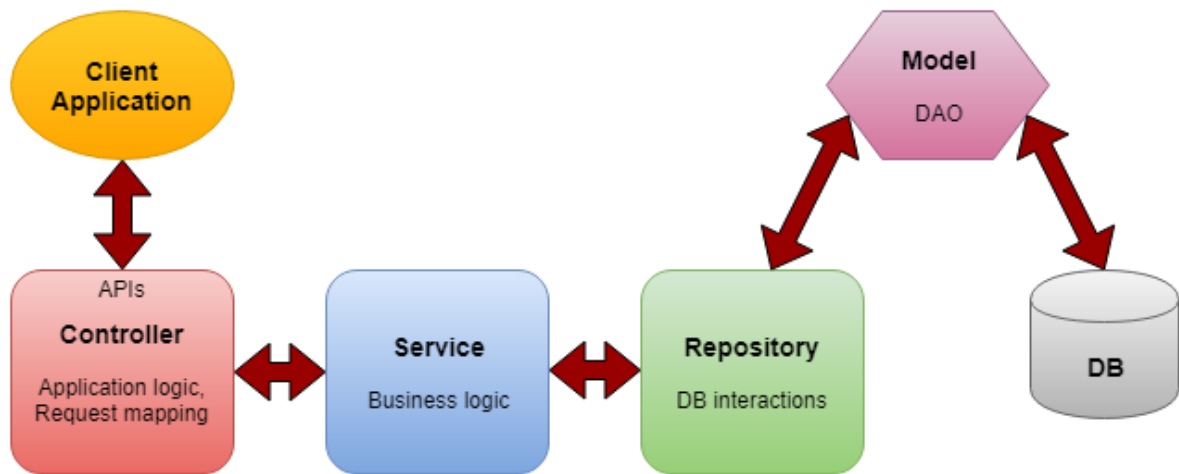 Client
Application
Model
DAO
APIs
Controller
Application logic,
Request mapping
Service
Business logic
Repository
DB interactions
DB